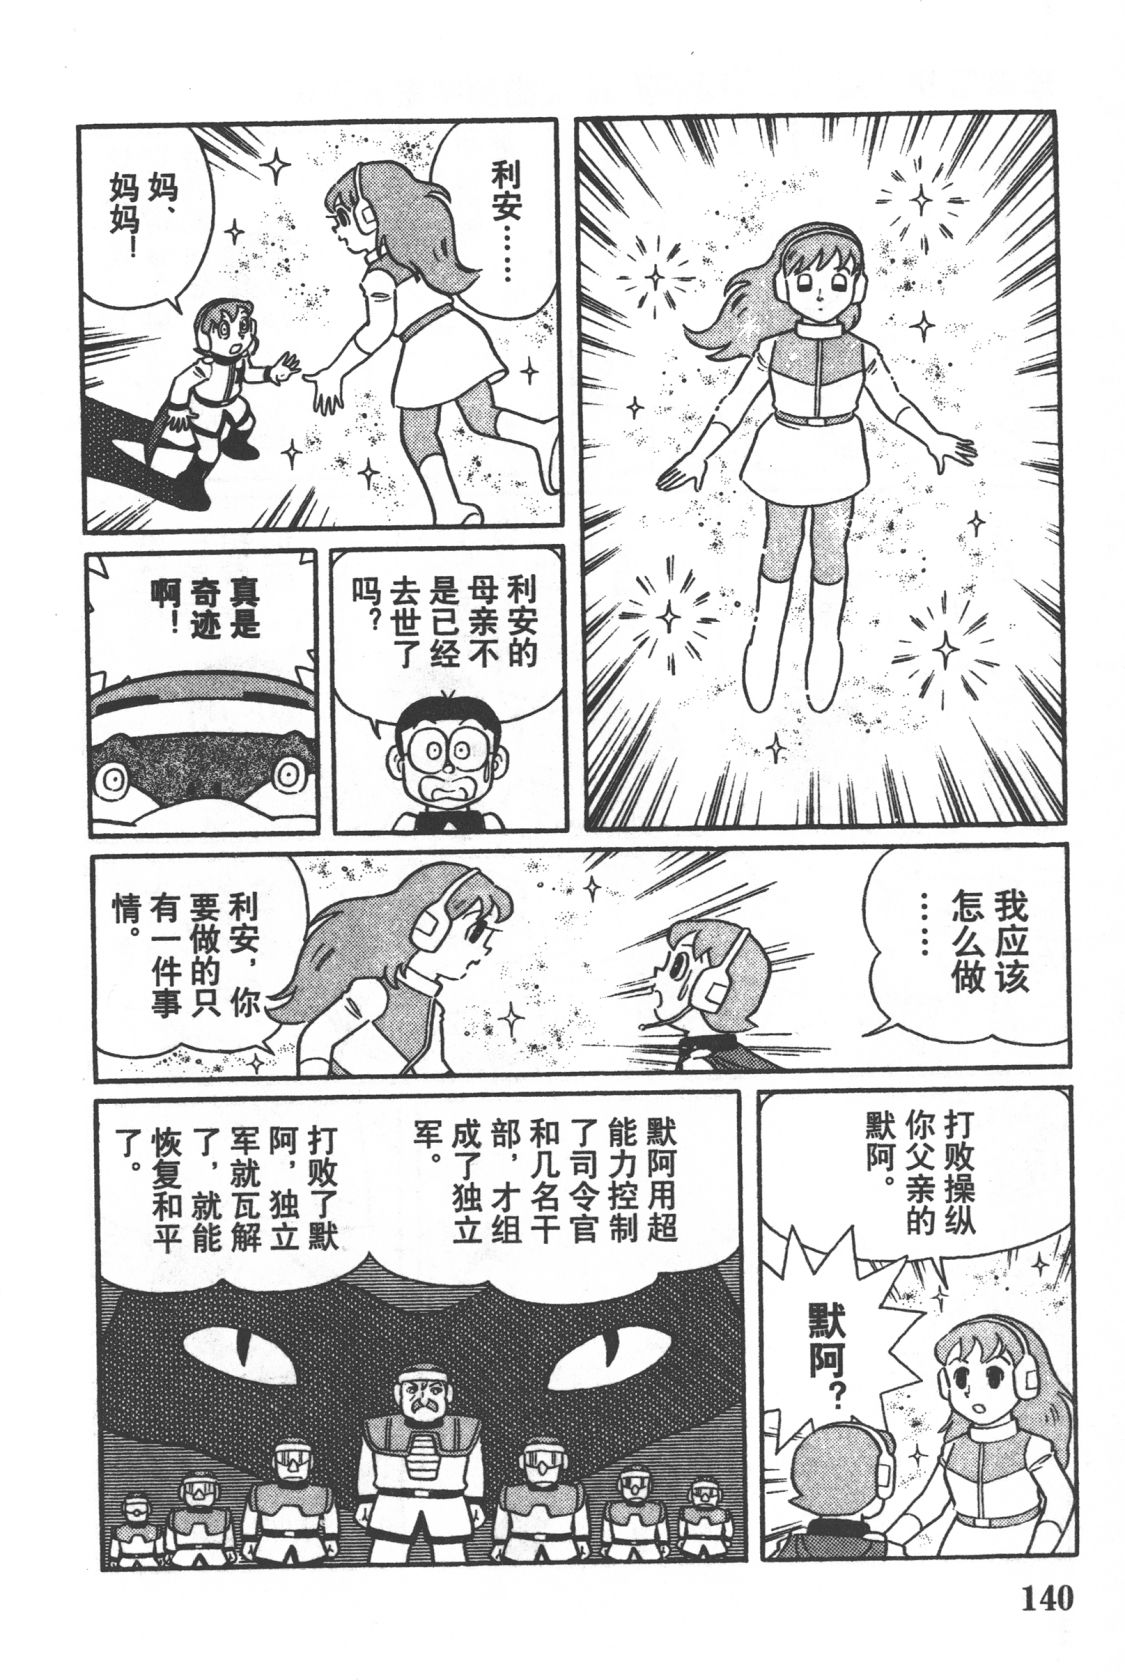 利安……
妈、
妈妈！
利安的
母亲不
是已经
去世了
吗？
真是
奇迹
啊！
我应该
怎么做
……
利安，你
要做的只
有一件事
情。
打败操纵
你父亲的
默阿。
默阿？
默阿用超
能力控制
了司令官
和几名干
部，才组
成了独立
军。
打败了默
阿，独立
军就瓦解
了，就能
恢复和平
了。
140